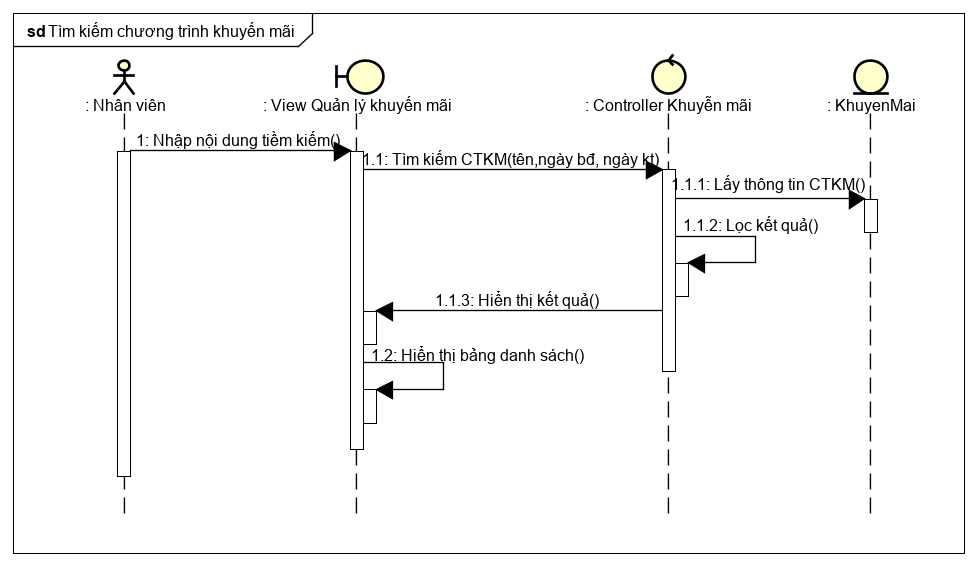 sd Tìm kiếm chương trình khuyến mãi
: Nhân viên
: View Quản lý khuyến mãi
: Controller Khuyễn mãi
: KhuyenMai
1: Nhập nội dung tiềm kiếm()
1.1: Tìm kiếm CTKM(tên,ngày bđ, ngày kt)
1.1.1: Lấy thông tin CTKM()
1.1.2: Lọc kết quả()
1.1.3: Hiển thị kết quả()
1.2: Hiển thị bảng danh sách()